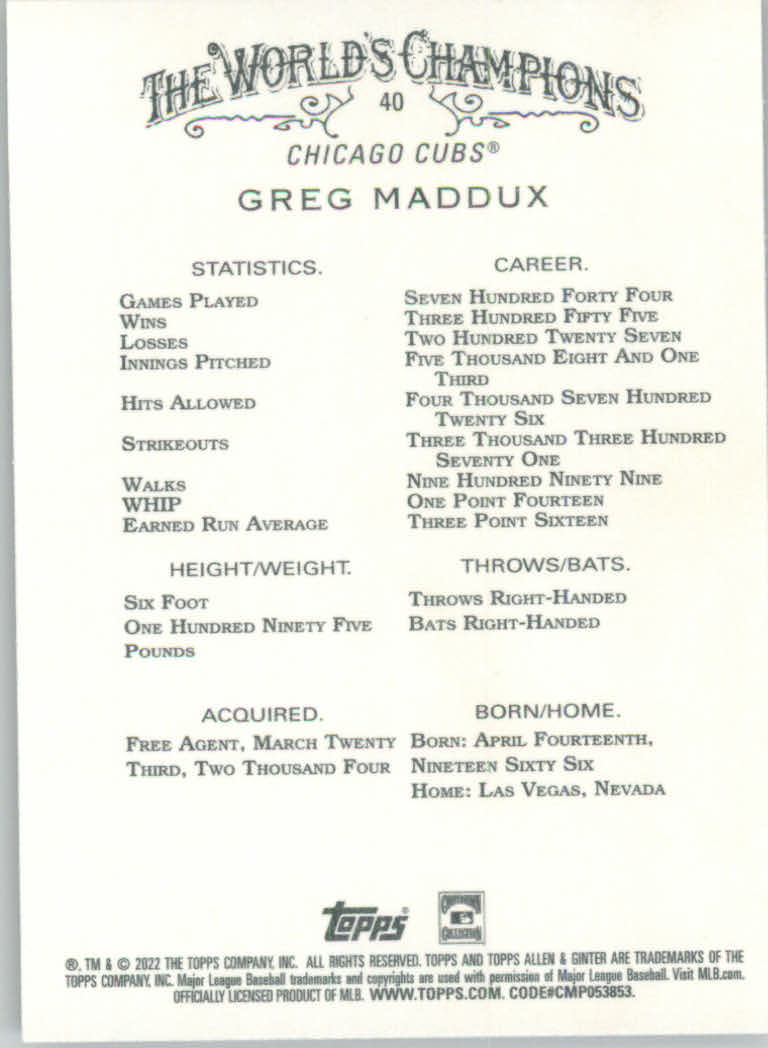 THE WORLD'S CHAMPIONS
40
CHICAGO CUBS®
GREG MADDUX
STATISTICS. CAREER.
GAMES PLAYED SEVEN HUNDRED FORTY FOUR
WINS THREE HUNDRED FIFTY FIVE
LOSSES TWO HUNDRED TWENTY SEVEN
INNINGS PITCHED FIVE THOUSAND EIGHT AND ONE
THIRD
HITS ALLOWED FOUR THOUSAND SEVEN HUNDRED
TWENTY SIX
STRIKEOUTS THREE THOUSAND THREE HUNDRED
SEVENTY ONE
WALKS NINE HUNDRED NINETY NINE
WHIP ONE POINT FOURTEEN
EARNED RUN AVERAGE THREE POINT SIXTEEN
HEIGHT/WEIGHT.
SIX FOOT
ONE HUNDRED NINETY FIVE
POUNDS
THROWS/BATS.
THROWS RIGHT-HANDED
BATS RIGHT-HANDED
ACQUIRED.
FREE AGENT, MARCH TWENTY
THIRD, TWO THOUSAND FOUR
BORN/HOME.
BORN: APRIL FOURTEENTH,
NINETEEN SIXTY SIX
HOME: LAS VEGAS, NEVADA
topps®
COOPERSTOWN
COLLECTION
®, TM & © 2022 THE TOPPS COMPANY, INC. ALL RIGHTS RESERVED. TOPPS AND TOPPS ALLEN & GINTER ARE TRADEMARKS OF THE
TOPPS COMPANY, INC. Major League Baseball trademarks and copyrights are used with permission of Major League Baseball. Visit MLB.com.
OFFICIALLY LICENSED PRODUCT OF MLB. WWW.TOPPS.COM. CODE#CMP053853.